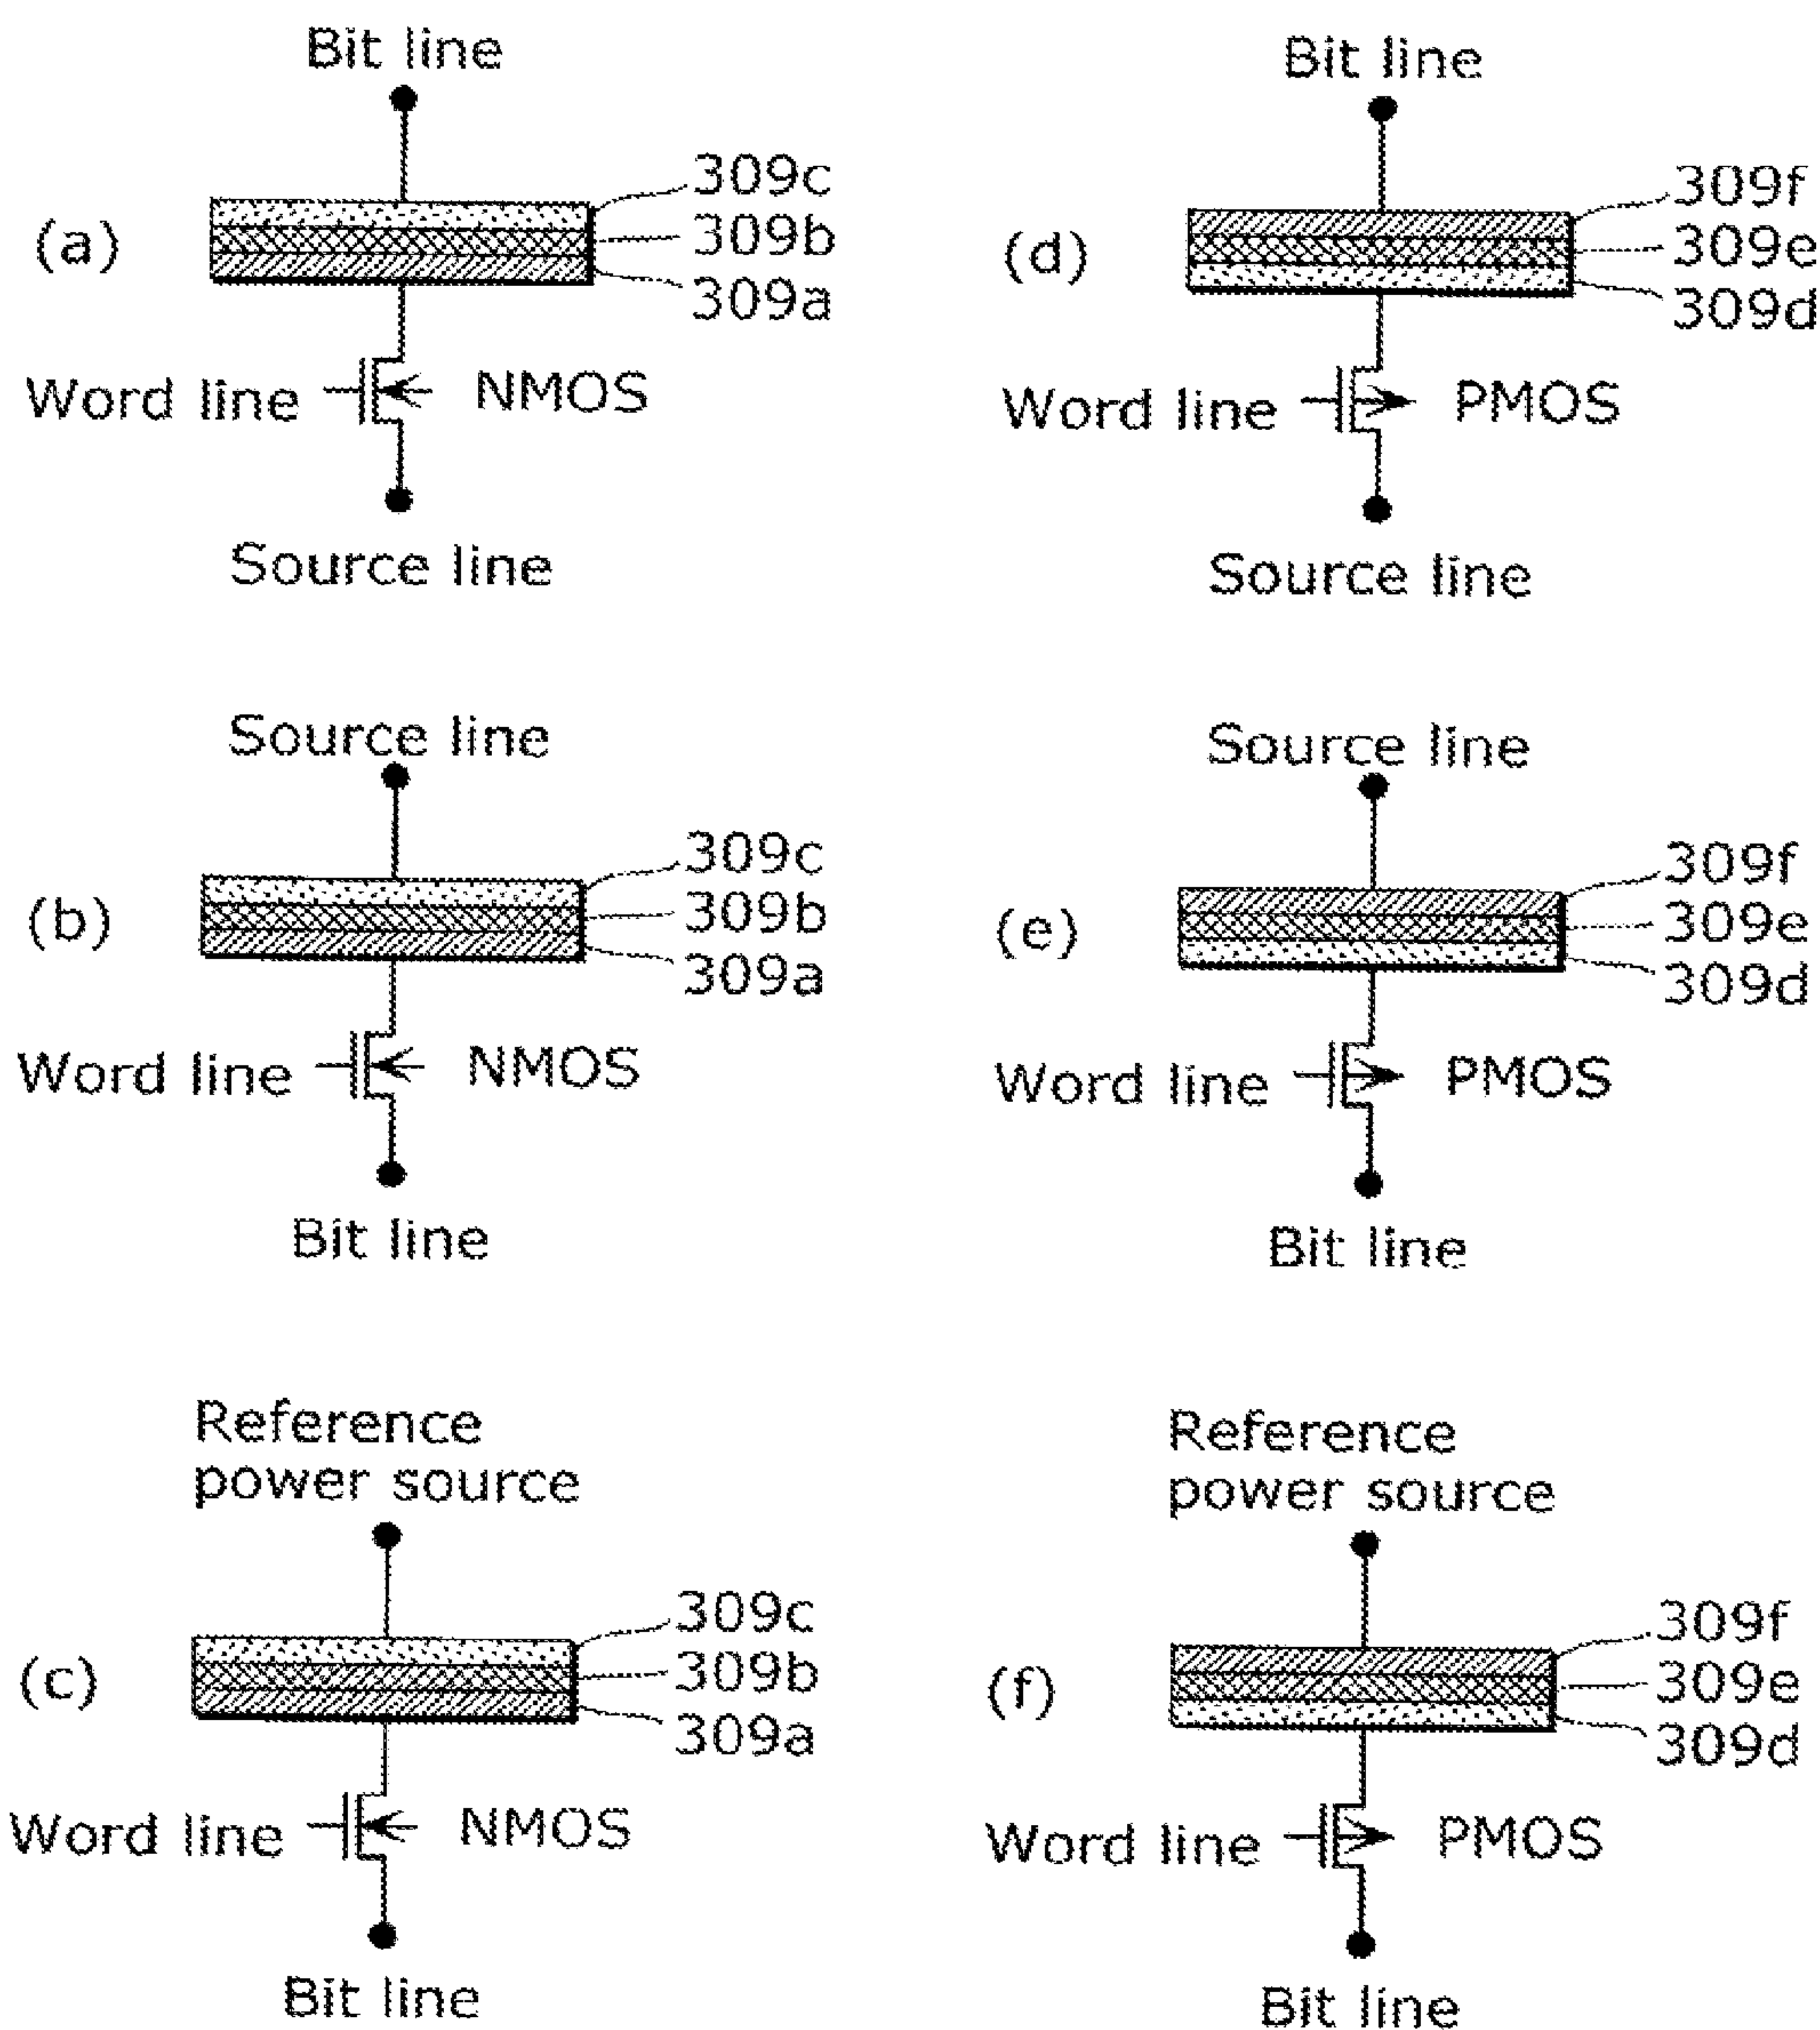 Bit line
(a)
309c
309b
309a
Word line
NMOS
Source line
Source line
(b)
309c
309b
309a
Word line
NMOS
Bit line
Reference
power source
(c)
309c
309b
309a
Word line
NMOS
Bit line
Bit line
(d)
309f
309e
309d
Word line
PMOS
Source line
Source line
(e)
309f
309e
309d
Word line
PMOS
Bit line
Reference
power source
(f)
309f
309e
309d
Word line
PMOS
Bit line